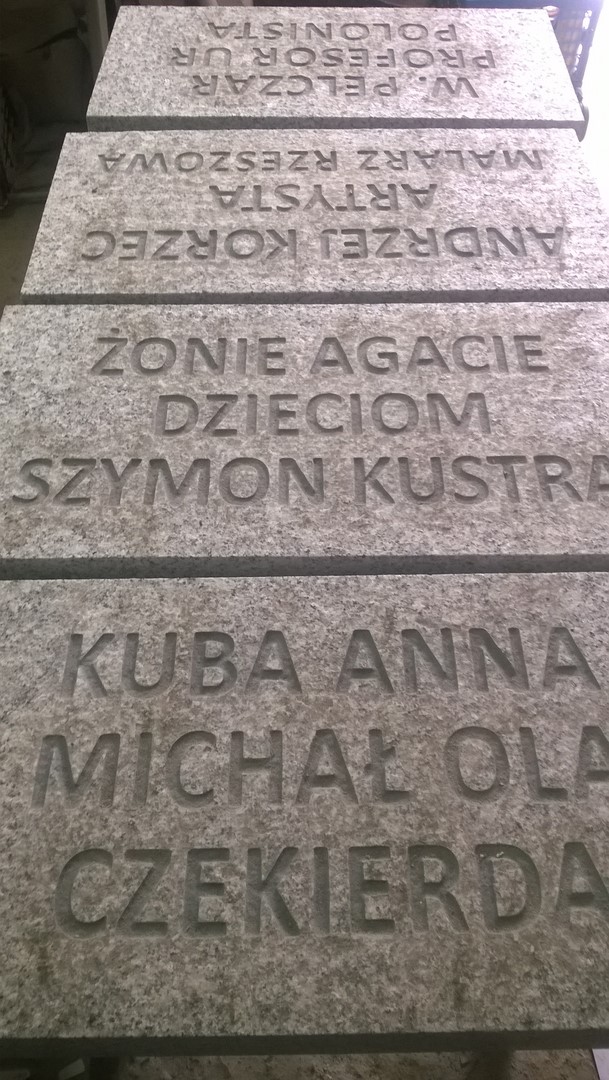 W. PELCZAR
PROFESOR UR
POLONISTA
ANDRZEJ KORZEC
ARTYSTA
MALARZ RZESZOWA
ŻONIE AGACIE
DZIECIOM
SZYMON KUSTRA
KUBA ANNA
MICHAŁ OLA
CZEKIERDA